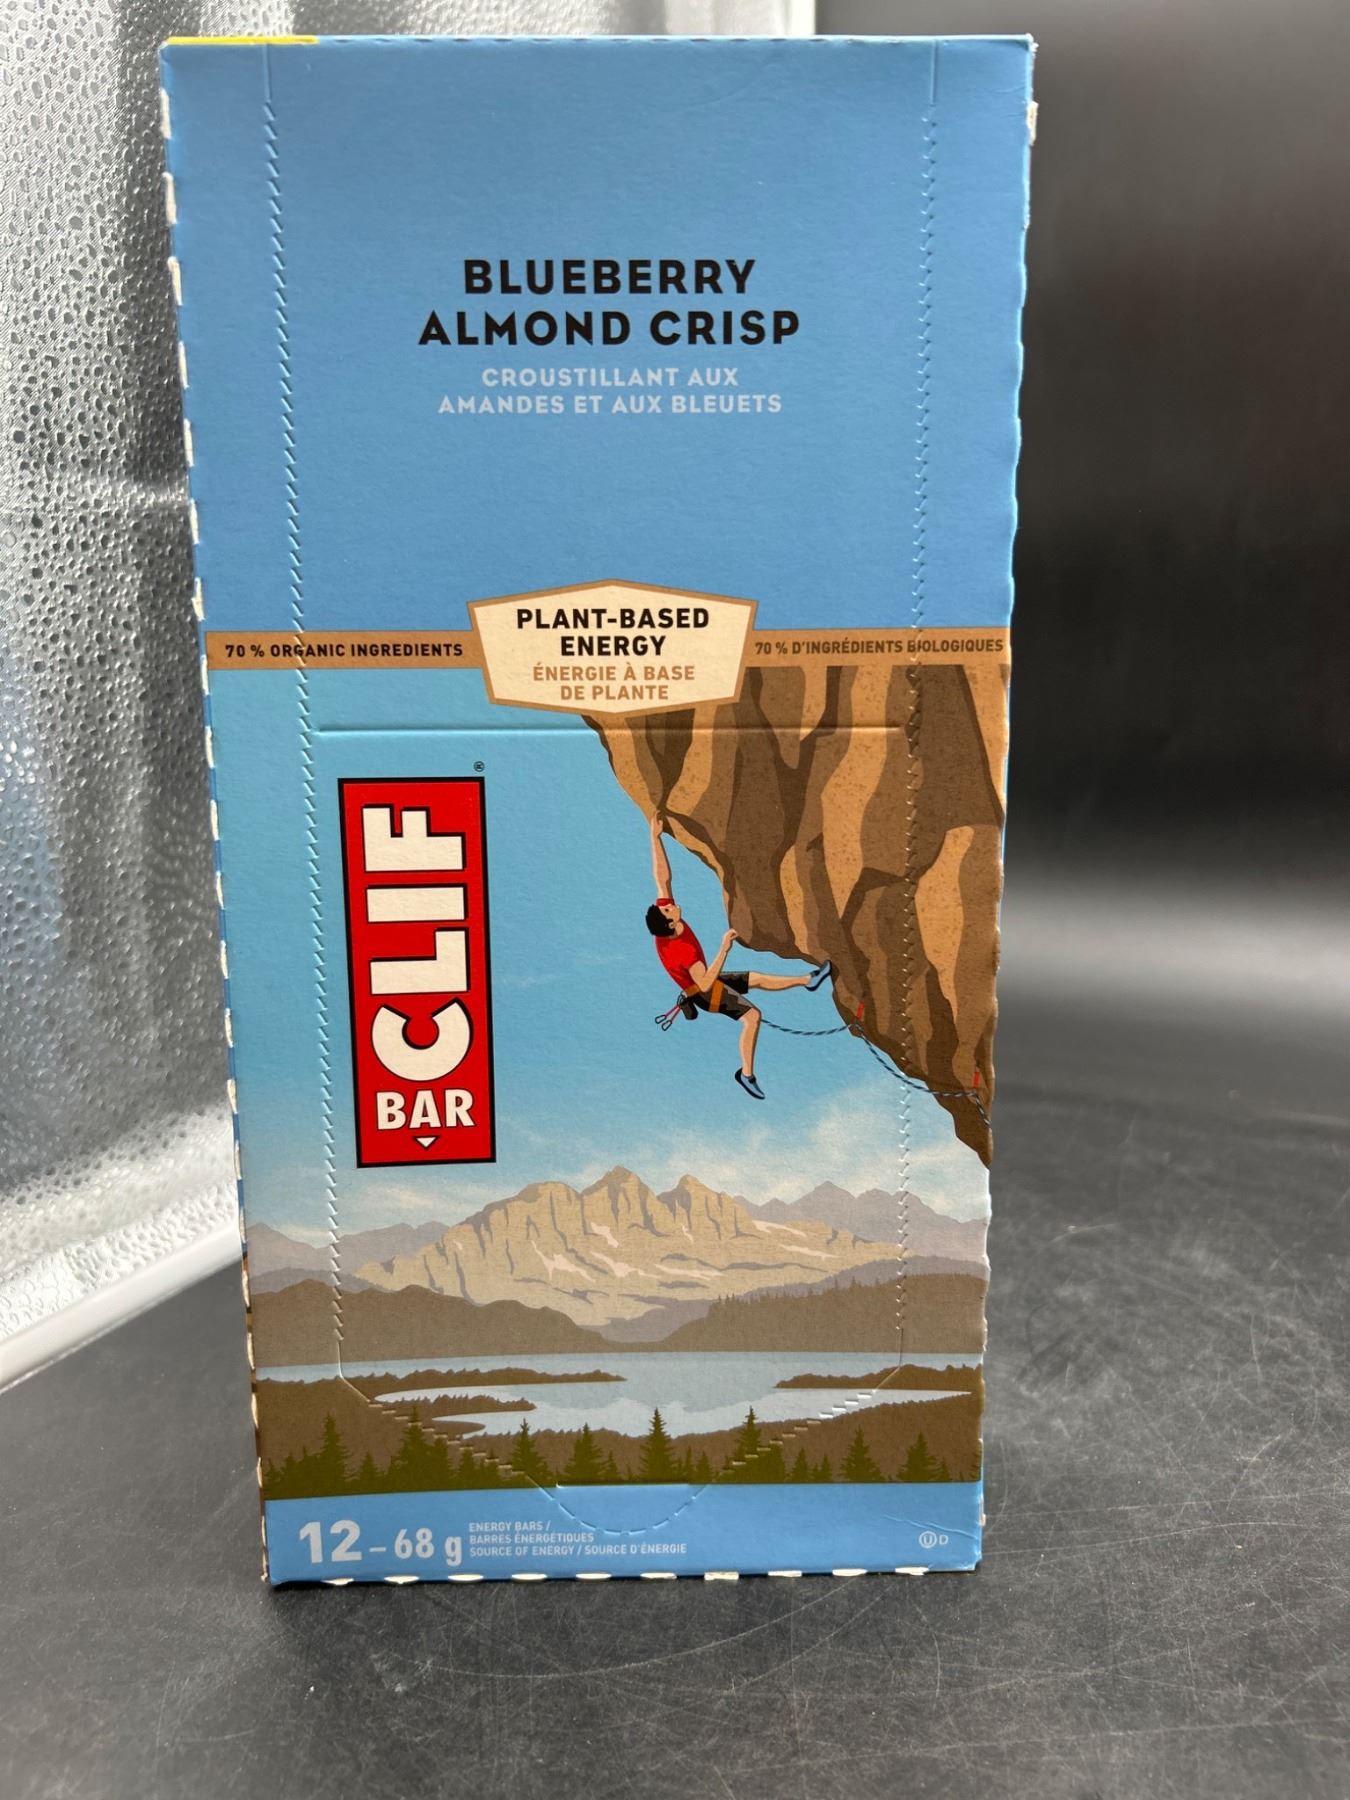 BLUEBERRY
ALMOND CRISP
CROUSTILLANT AUX
AMANDES ET AUX BLEUETS
PLANT-BASED
ENERGY
ÉNERGIE À BASE
DE PLANTE
70 % ORGANIC INGREDIENTS
70 % D'INGRÉDIENTS BIOLOGIQUES
CLIF
®
BAR
12 – 68 g
ENERGY BARS /
BARRES ÉNERGÉTIQUES
SOURCE OF ENERGY / SOURCE D'ÉNERGIE
U D